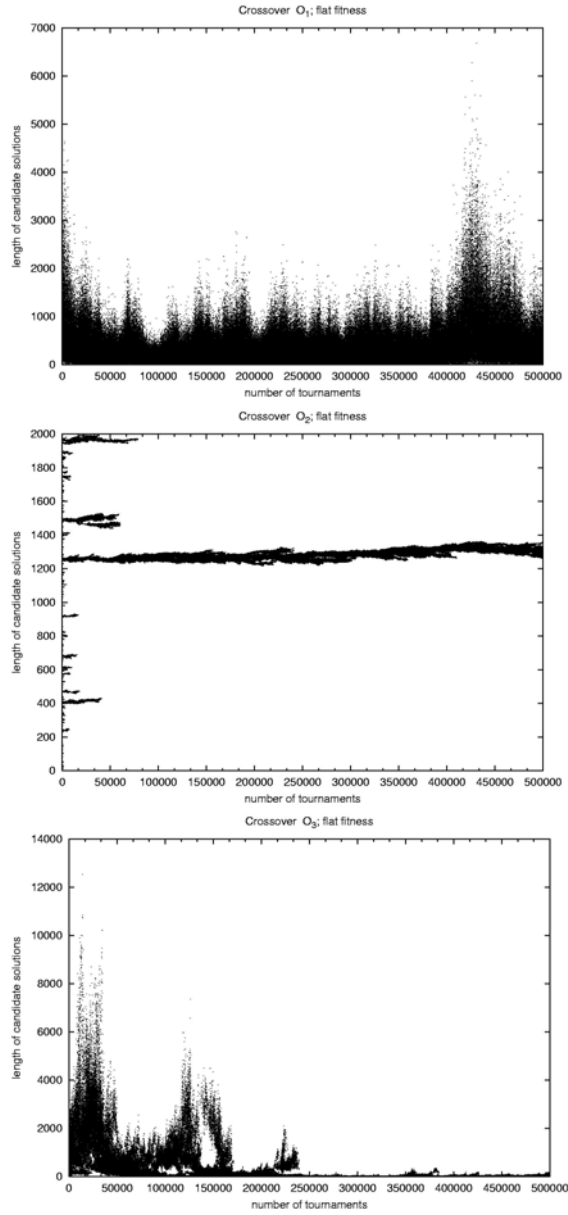 Crossover O1; flat fitness
7000
6000
5000
4000
3000
2000
1000
0
length of candidate solutions
0 50000 100000 150000 200000 250000 300000 350000 400000 450000 500000
number of tournaments
Crossover O2; flat fitness
2000
1800
1600
1400
1200
1000
800
600
400
200
0
length of candidate solutions
0 50000 100000 150000 200000 250000 300000 350000 400000 450000 500000
number of tournaments
Crossover O3; flat fitness
14000
12000
10000
8000
6000
4000
2000
0
length of candidate solutions
0 50000 100000 150000 200000 250000 300000 350000 400000 450000 500000
number of tournaments